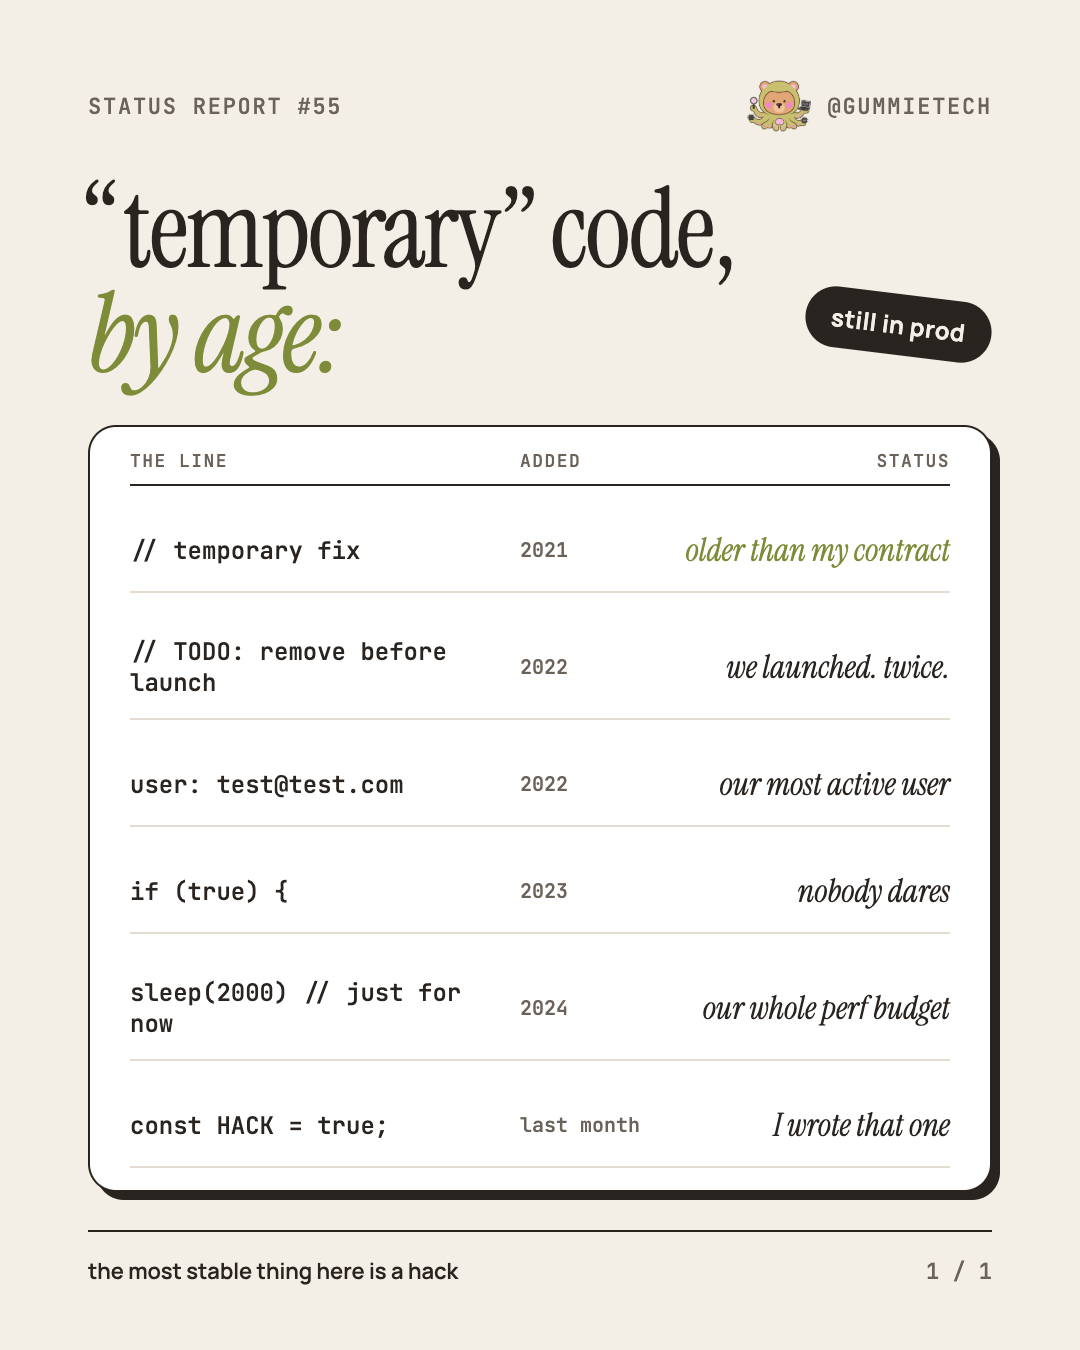 STATUS REPORT #55
@GUMMIETECH
“temporary” code,
by age:
still in prod
THE LINE ADDED STATUS
// temporary fix 2021 older than my contract
// TODO: remove before
launch 2022 we launched. twice.
user: test@test.com 2022 our most active user
if (true) { 2023 nobody dares
sleep(2000) // just for
now 2024 our whole perf budget
const HACK = true; last month I wrote that one
the most stable thing here is a hack
1 / 1